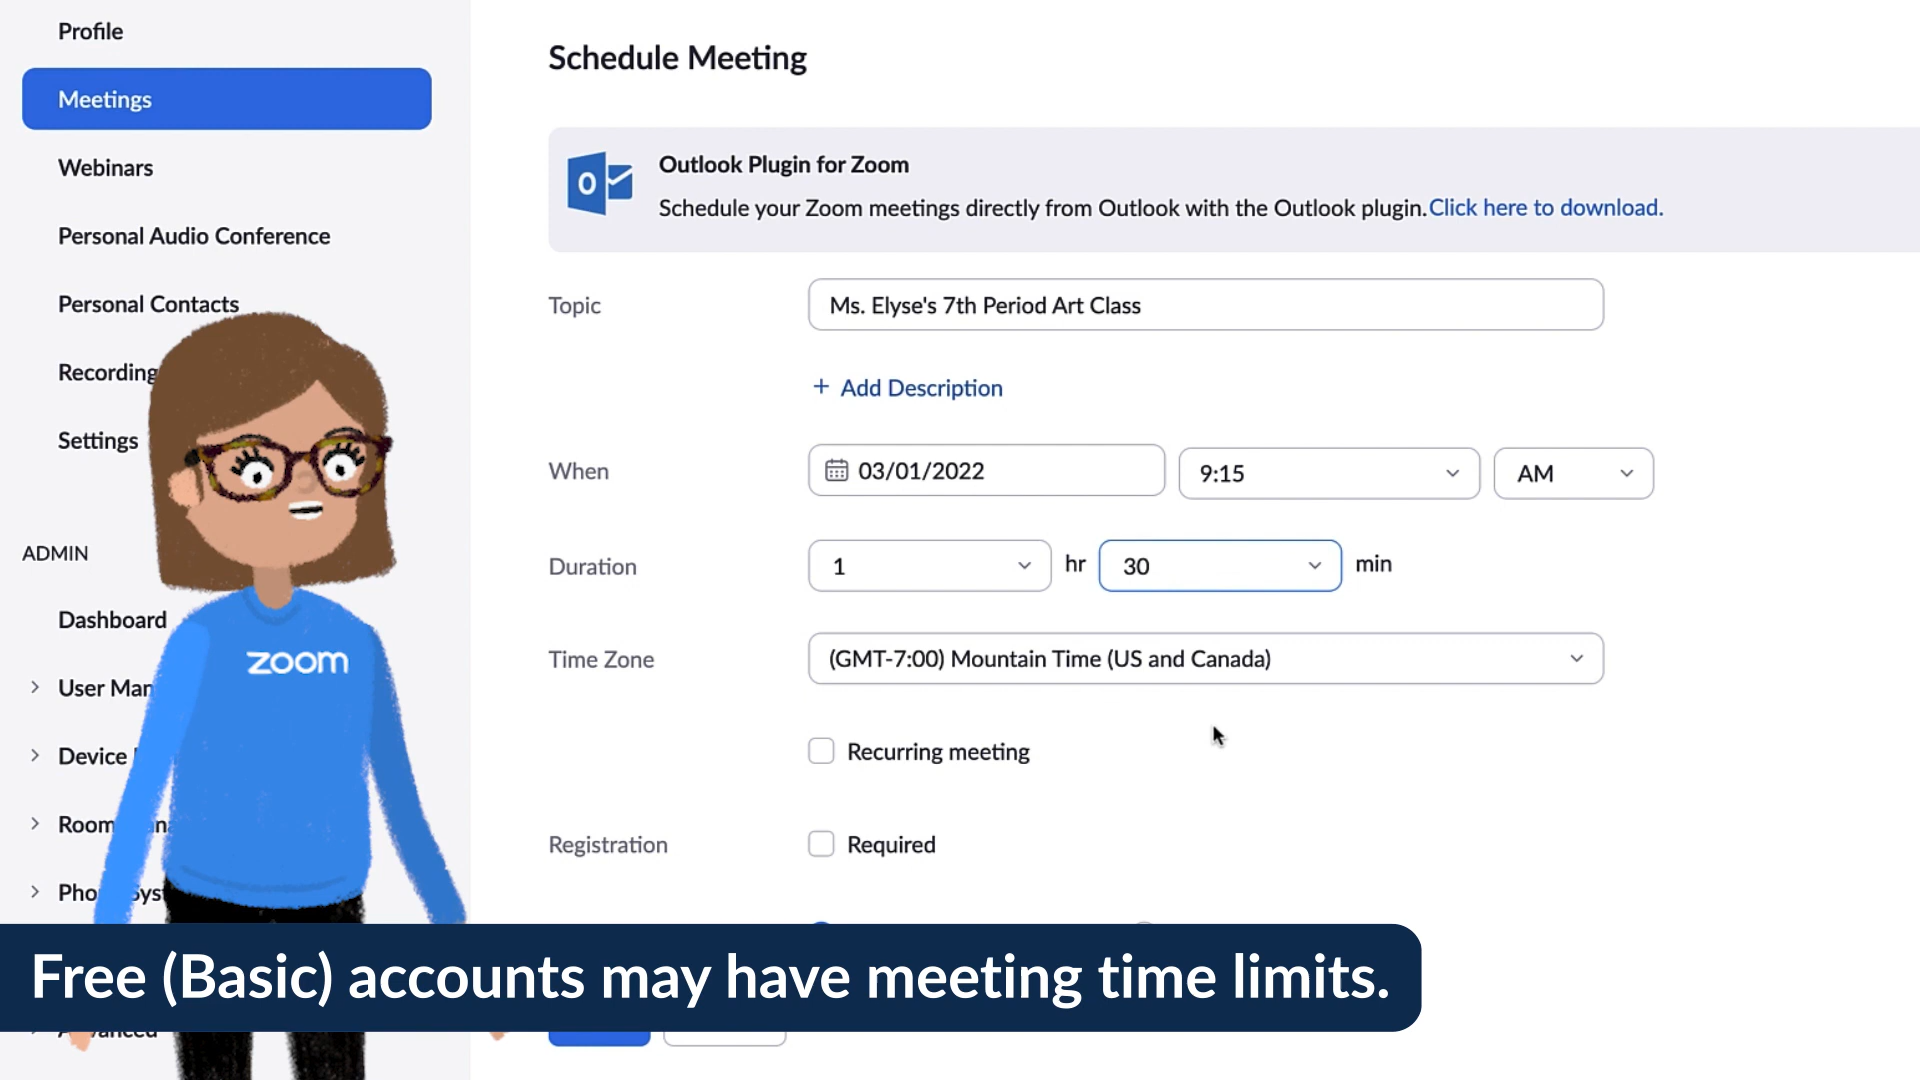 Profile
Meetings
Webinars
Personal Audio Conference
Personal Contacts
Recording
Settings
ADMIN
Dashboard
User Man
Device
Room
Schedule Meeting
Outlook Plugin for Zoom
Schedule your Zoom meetings directly from Outlook with the Outlook plugin. Click here to download.
Topic
Ms. Elyse's 7th Period Art Class
+ Add Description
When
03/01/2022 9:15 AM
Duration
1 hr 30 min
Time Zone
(GMT-7:00) Mountain Time (US and Canada)
Recurring meeting
Registration
Required
zoom
Free (Basic) accounts may have meeting time limits.